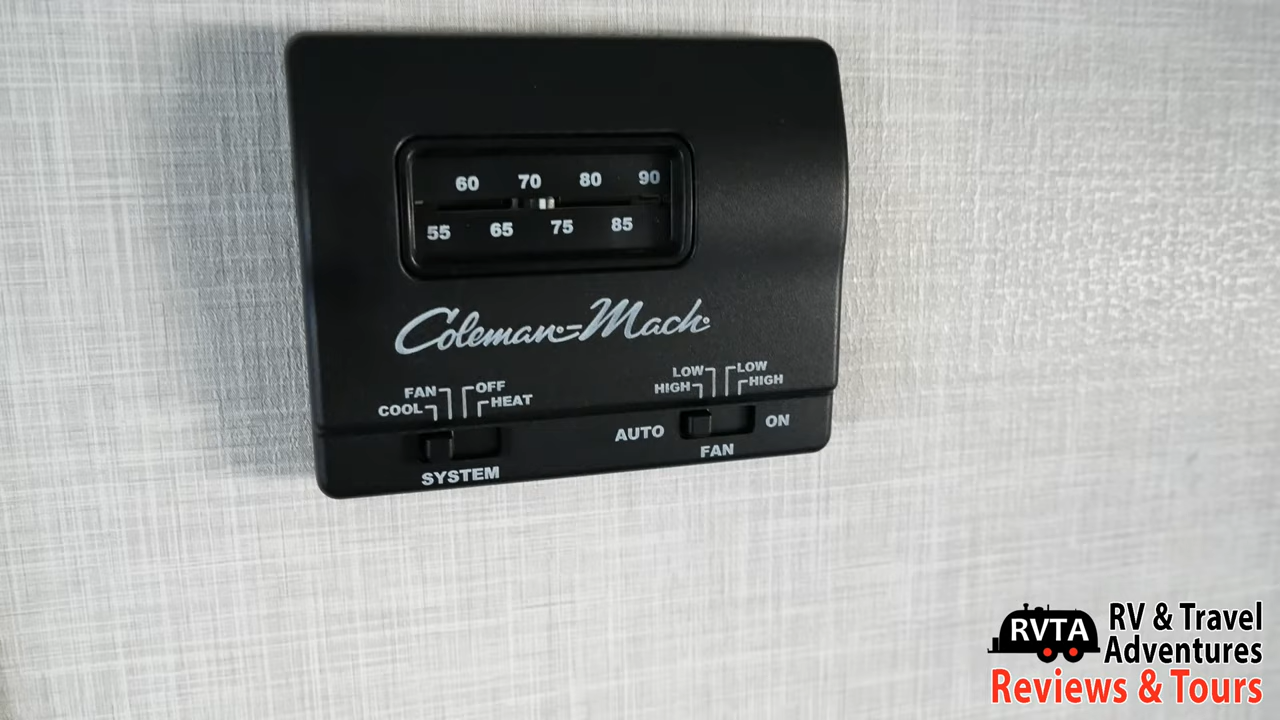 60 70 80 90
55 65 75 85
Coleman-Mach
LOW LOW
HIGH HIGH
FAN OFF
COOL HEAT
AUTO ON
FAN
SYSTEM
RVTA
RV & Travel
Adventures
Reviews & Tours